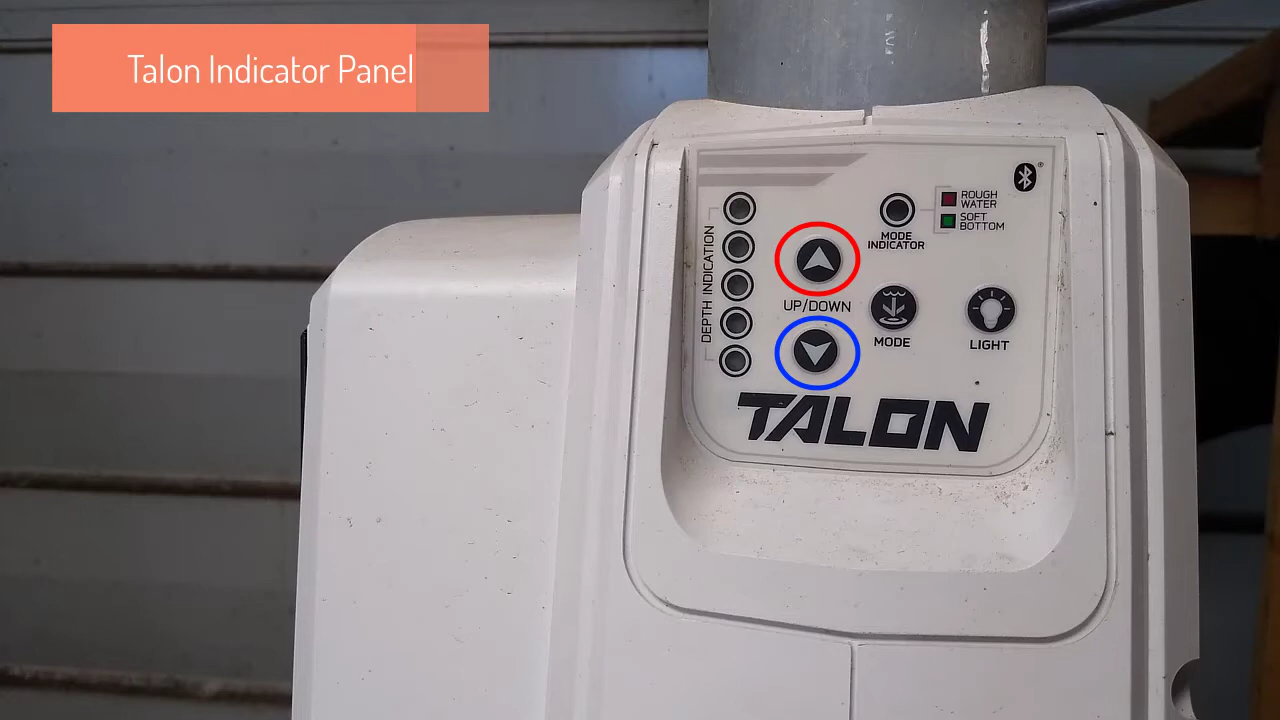 Talon Indicator Panel
ROUGH
WATER
SOFT
BOTTOM
MODE
INDICATOR
DEPTH INDICATION
UP/DOWN
MODE
LIGHT
TALON